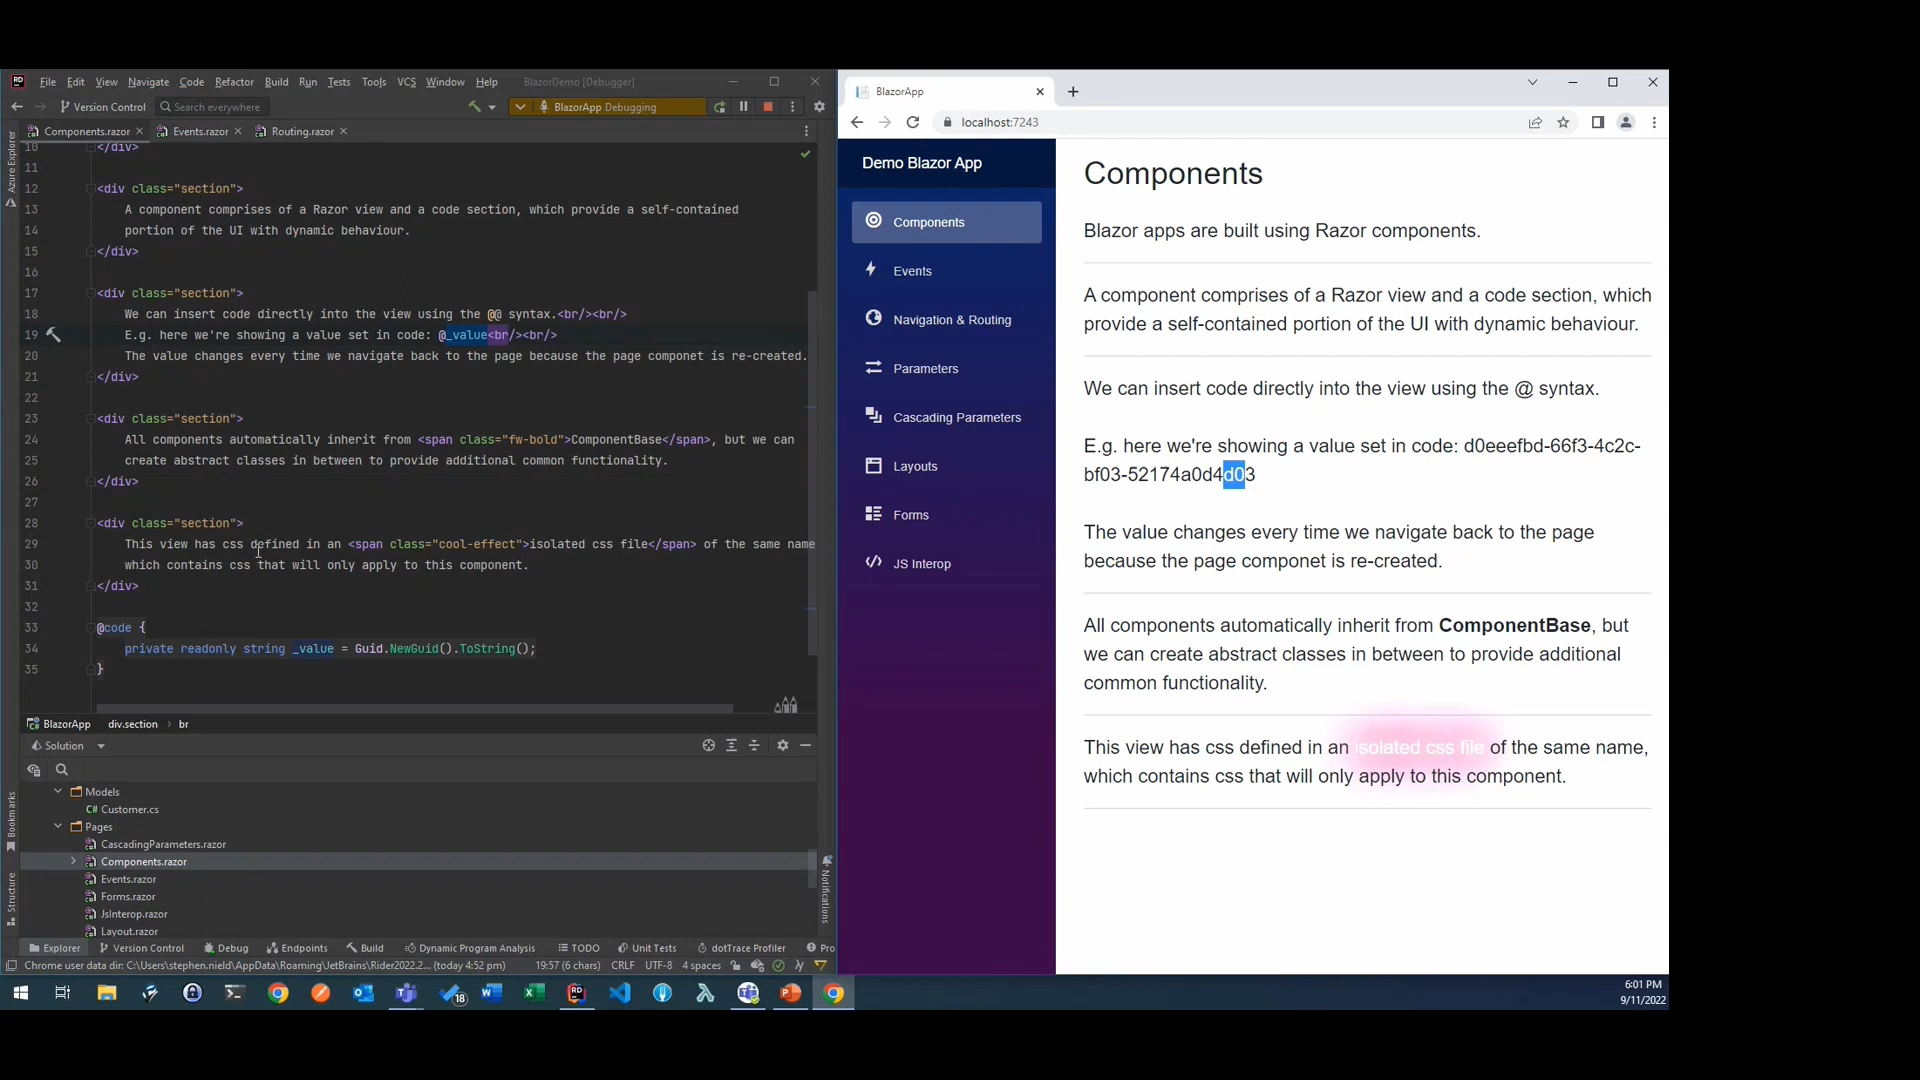 File Edit View Navigate Code Refactor Build Run Tests Tools VCS Window Help BlazorDemo [Debugger]
Version Control Search everywhere BlazorApp Debugging
Components.razor Events.razor Routing.razor
Azure Explorer
10 </div>
11
12 <div class="section">
13 A component comprises of a Razor view and a code section, which provide a self-contained
14 portion of the UI with dynamic behaviour.
15 </div>
16
17 <div class="section">
18 We can insert code directly into the view using the @@ syntax.<br/><br/>
19 E.g. here we're showing a value set in code: @_value<br/><br/>
20 The value changes every time we navigate back to the page because the page componet is re-created.
21 </div>
22
23 <div class="section">
24 All components automatically inherit from <span class="fw-bold">ComponentBase</span>, but we can
25 create abstract classes in between to provide additional common functionality.
26 </div>
27
28 <div class="section">
29 This view has css defined in an <span class="cool-effect">isolated css file</span> of the same name
30 which contains css that will only apply to this component.
31 </div>
32
33 @code {
34 private readonly string _value = Guid.NewGuid().ToString();
35 }
BlazorApp div.section br
Solution
Models
C# Customer.cs
Pages
CascadingParameters.razor
Components.razor
Events.razor
Forms.razor
JsInterop.razor
Layout.razor
Bookmarks
Structure
Notifications
Explorer Version Control Debug Endpoints Build Dynamic Program Analysis TODO Unit Tests dotTrace Profiler Pro
Chrome user data dir: C:\Users\stephen.nield\AppData\Roaming\JetBrains\Rider2022.2... (today 4:52 pm) 19:57 (6 chars) CRLF UTF-8 4 spaces
BlazorApp
localhost:7243
Demo Blazor App
Components
Events
Navigation & Routing
Parameters
Cascading Parameters
Layouts
Forms
JS Interop
Components
Blazor apps are built using Razor components.
A component comprises of a Razor view and a code section, which
provide a self-contained portion of the UI with dynamic behaviour.
We can insert code directly into the view using the @ syntax.
E.g. here we're showing a value set in code: d0eeefbd-66f3-4c2c-
bf03-52174a0d4d03
The value changes every time we navigate back to the page
because the page componet is re-created.
All components automatically inherit from ComponentBase, but
we can create abstract classes in between to provide additional
common functionality.
This view has css defined in an isolated css file of the same name,
which contains css that will only apply to this component.
18
6:01 PM
9/11/2022